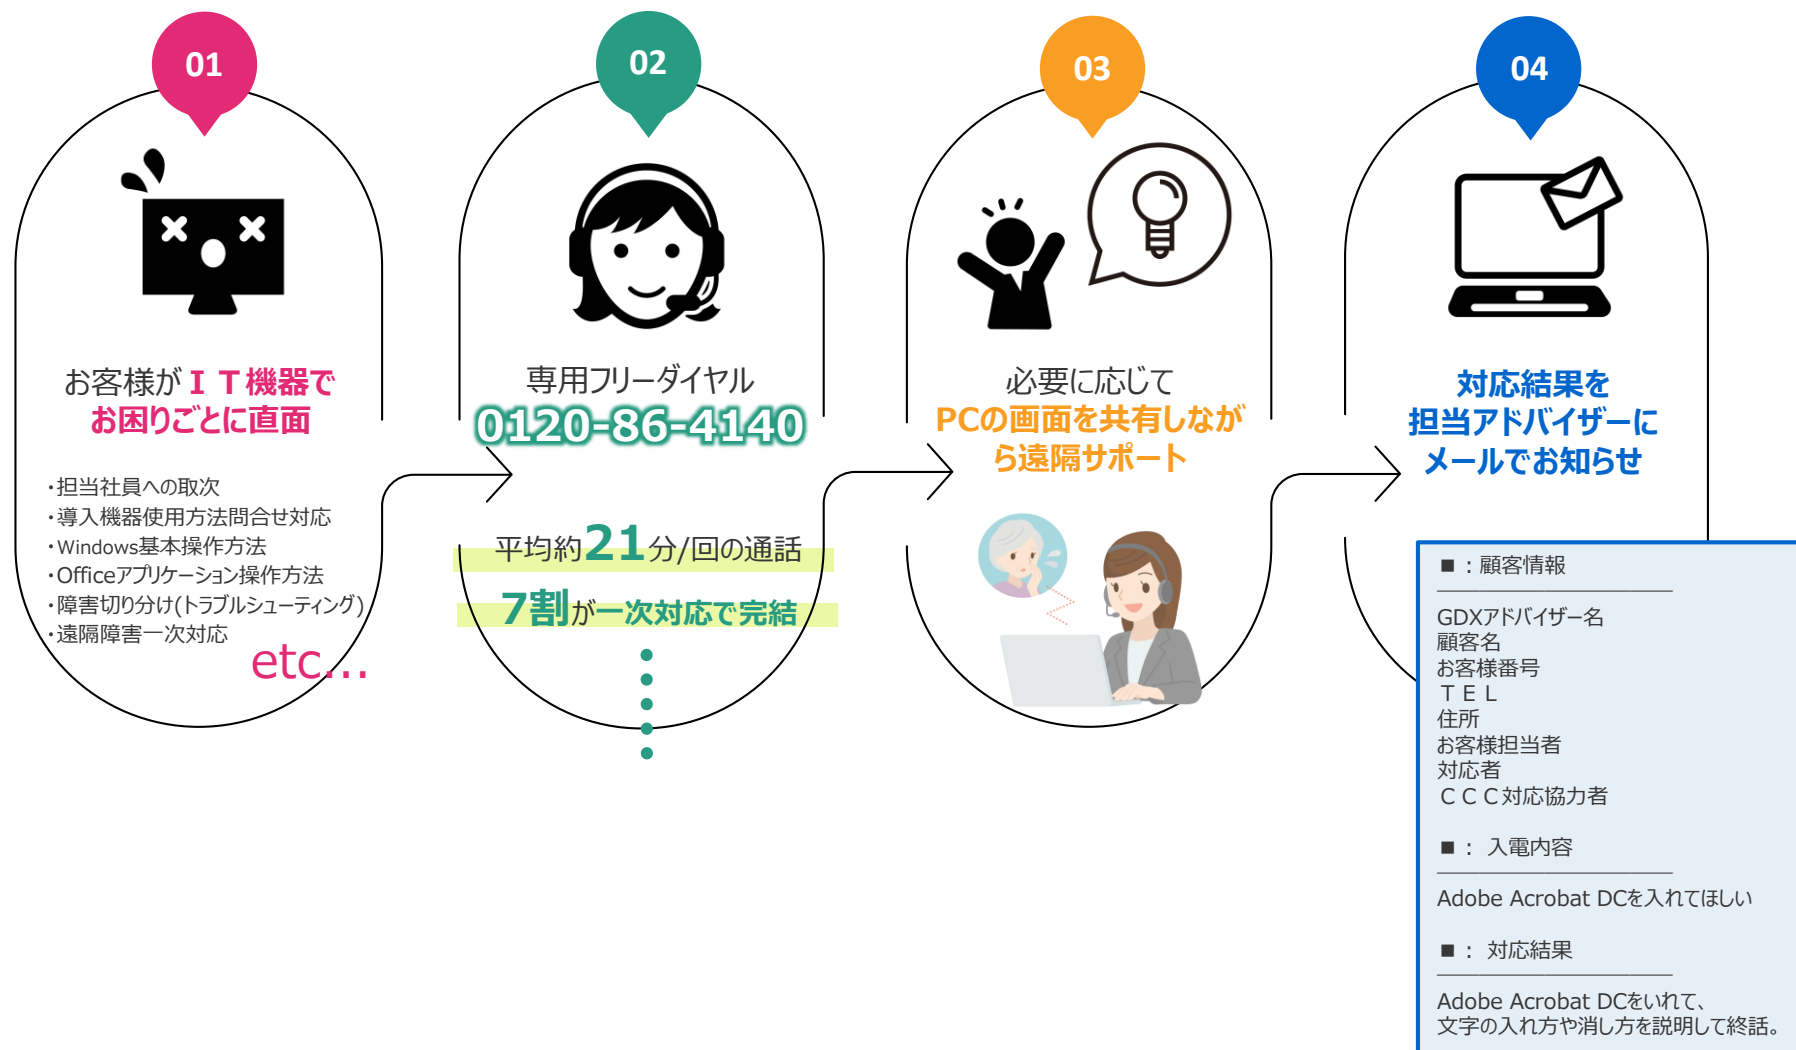 01
お客様がＩＴ機器で
お困りごとに直面
・担当社員への取次
・導入機器使用方法問合せ対応
・Windows基本操作方法
・Officeアプリケーション操作方法
・障害切り分け(トラブルシューティング)
・遠隔障害一次対応
etc...
02
専用フリーダイヤル
0120-86-4140
平均約21分/回の通話
7割が一次対応で完結
03
必要に応じて
PCの画面を共有しなが
ら遠隔サポート
04
対応結果を
担当アドバイザーに
メールでお知らせ
■：顧客情報
GDXアドバイザー名
顧客名
お客様番号
ＴＥＬ
住所
お客様担当者
対応者
ＣＣＣ対応協力者
■： 入電内容
Adobe Acrobat DCを入れてほしい
■： 対応結果
Adobe Acrobat DCをいれて、
文字の入れ方や消し方を説明して終話。